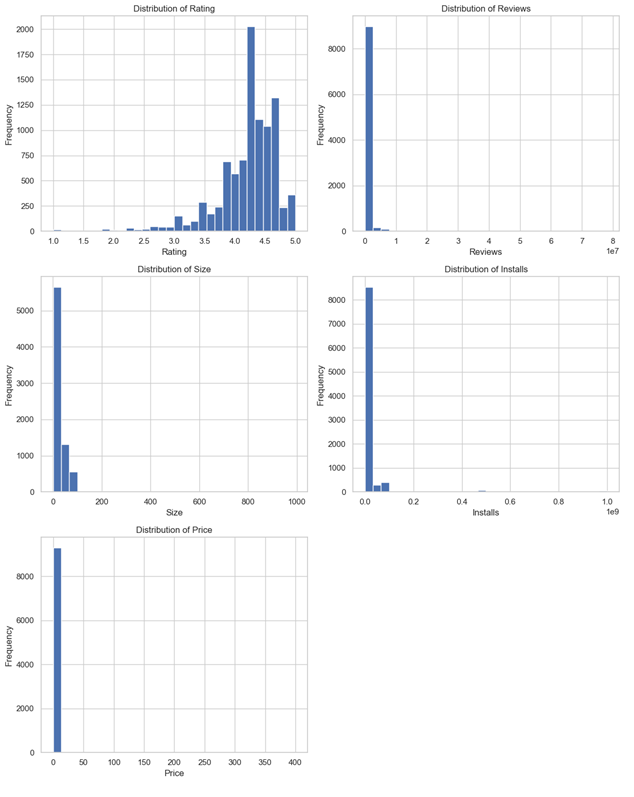 Distribution of Rating
Frequency
2000
1750
1500
1250
1000
750
500
250
0
1.0 1.5 2.0 2.5 3.0 3.5 4.0 4.5 5.0
Rating
Distribution of Reviews
Frequency
8000
6000
4000
2000
0
0 1 2 3 4 5 6 7 8
1e7
Reviews
Distribution of Size
Frequency
5000
4000
3000
2000
1000
0
0 200 400 600 800 1000
Size
Distribution of Installs
Frequency
8000
7000
6000
5000
4000
3000
2000
1000
0
0.0 0.2 0.4 0.6 0.8 1.0
1e9
Installs
Distribution of Price
Frequency
8000
6000
4000
2000
0
0 50 100 150 200 250 300 350 400
Price